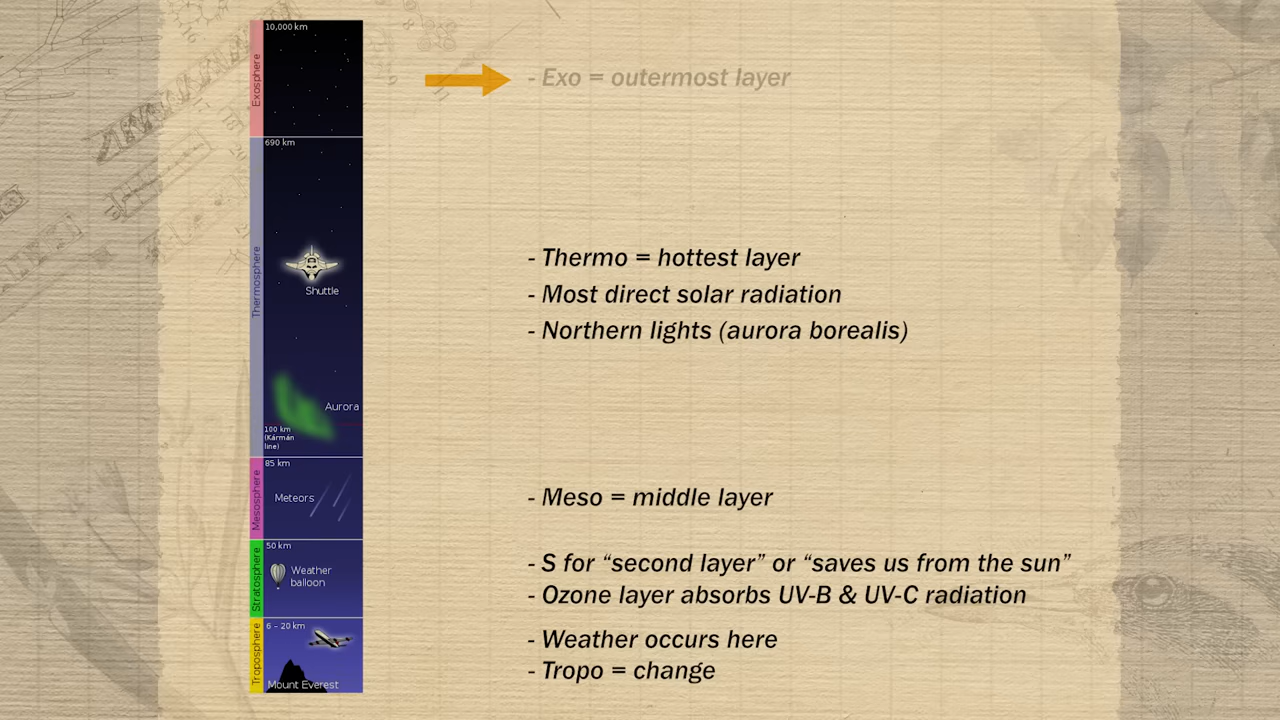 10,000 km
Exosphere
- Exo = outermost layer
690 km
Thermosphere
- Thermo = hottest layer
- Most direct solar radiation
- Northern lights (aurora borealis)
Shuttle
Aurora
100 km
(Kármán
line)
85 km
Mesosphere
Meteors
- Meso = middle layer
50 km
Stratosphere
Weather
balloon
- S for “second layer” or “saves us from the sun”
- Ozone layer absorbs UV-B & UV-C radiation
6 – 20 km
Troposphere
Mount Everest
- Weather occurs here
- Tropo = change